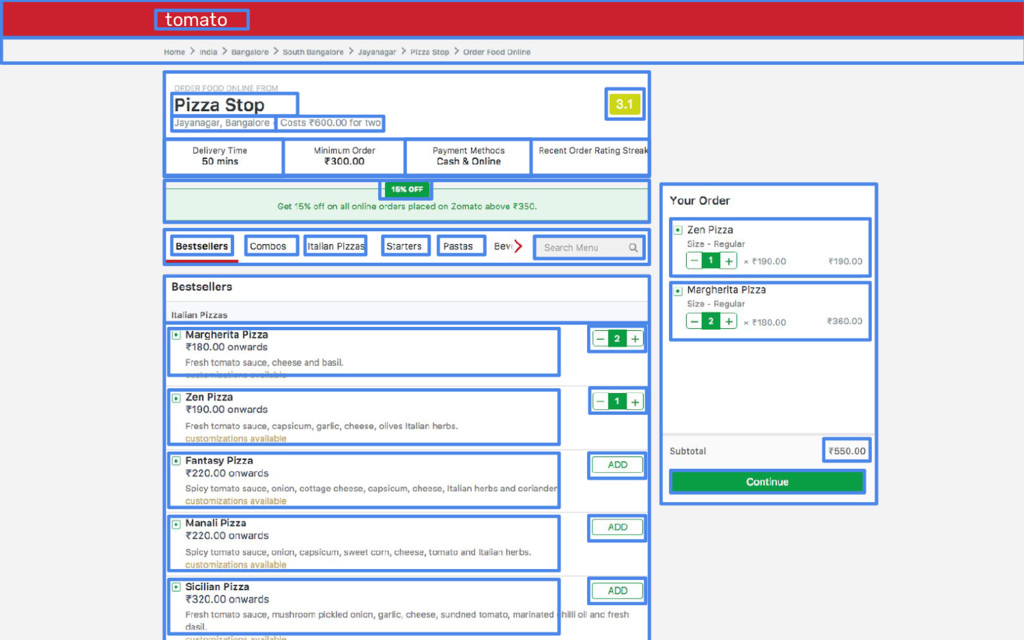 tomato
Home > India > Bangalore > South Bangalore > Jayanagar > Pizza Stop > Order Food Online
ORDER FOOD ONLINE FROM
Pizza Stop
3.1
Jayanagar, Bangalore Costs ₹600.00 for two
Delivery Time
50 mins
Minimum Order
₹300.00
Payment Methods
Cash & Online
Recent Order Rating Streak
15% OFF
Get 15% off on all online orders placed on Zomato above ₹350.
Bestsellers Combos Italian Pizzas Starters Pastas Bev
Search Menu
Bestsellers
Italian Pizzas
Margherita Pizza
₹180.00 onwards
Fresh tomato sauce, cheese and basil.
customizations available
− 2 +
Zen Pizza
₹190.00 onwards
Fresh tomato sauce, capsicum, garlic, cheese, olives Italian herbs.
customizations available
− 1 +
Fantasy Pizza
₹220.00 onwards
Spicy tomato sauce, onion, cottage cheese, capsicum, cheese, Italian herbs and coriander
customizations available
ADD
Manali Pizza
₹220.00 onwards
Spicy tomato sauce, onion, capsicum, sweet corn, cheese, tomato and Italian herbs.
customizations available
ADD
Sicilian Pizza
₹320.00 onwards
Fresh tomato sauce, mushroom pickled onion, garlic, cheese, sundned tomato, marinated hilli oil and fresh
dasil.
customizations available
ADD
Your Order
Zen Pizza
Size - Regular
− 1 + × ₹190.00 ₹190.00
Margherita Pizza
Size - Regular
− 2 + × ₹180.00 ₹360.00
Subtotal ₹550.00
Continue